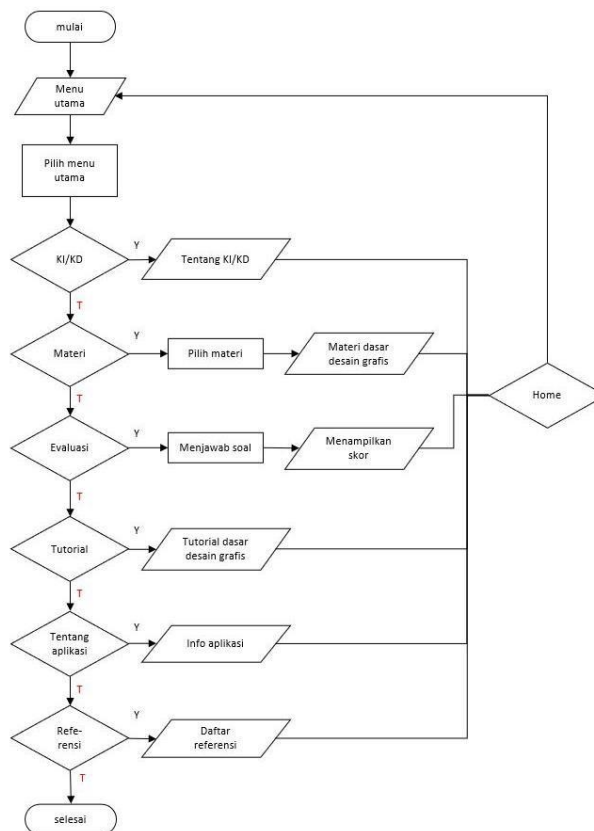 mulai
Menu
utama
Pilih menu
utama
KI/KD
Y
Tentang KI/KD
T
Materi
Y
Pilih materi
Materi dasar
desain grafis
Home
T
Evaluasi
Y
Menjawab soal
Menampilkan
skor
T
Tutorial
Y
Tutorial dasar
desain grafis
T
Tentang
aplikasi
Y
Info aplikasi
T
Refe-
rensi
Y
Daftar
referensi
T
selesai